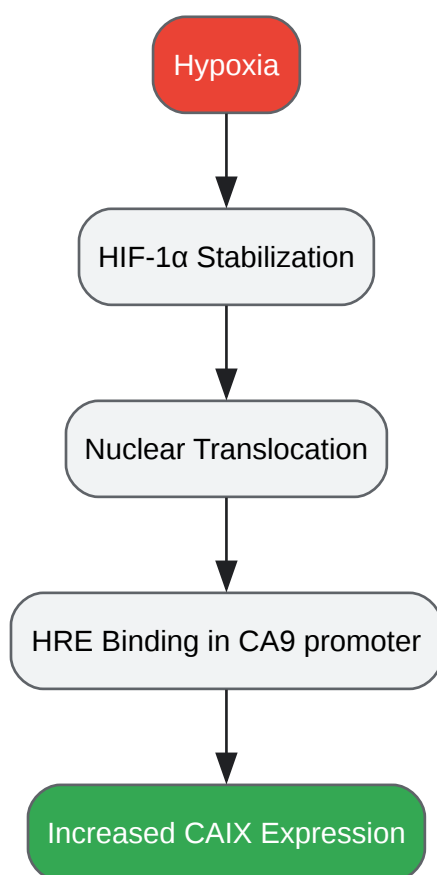 Hypoxia
HIF-1α Stabilization
Nuclear Translocation
HRE Binding in CA9 promoter
Increased CAIX Expression